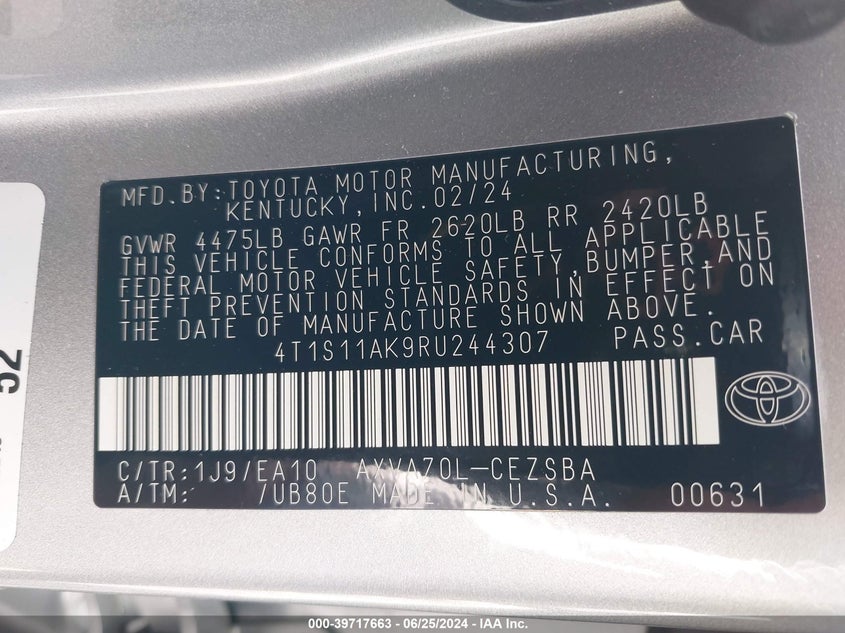 MFD. BY: TOYOTA MOTOR MANUFACTURING,
KENTUCKY, INC. 02/24
GVWR 4475LB GAWR FR 2620LB RR 2420LB
THIS VEHICLE CONFORMS TO ALL APPLICABLE
FEDERAL MOTOR VEHICLE SAFETY, BUMPER, AND
THEFT PREVENTION STANDARDS IN EFFECT ON
THE DATE OF MANUFACTURE SHOWN ABOVE.
4T1S11AK9RU244307 PASS. CAR
C/TR: 1J9/EA10 AXVA70L-CEZSBA
A/TM: /UB80E MADE IN U.S.A. 00631
52
000-39717663 - 06/25/2024 - IAA Inc.